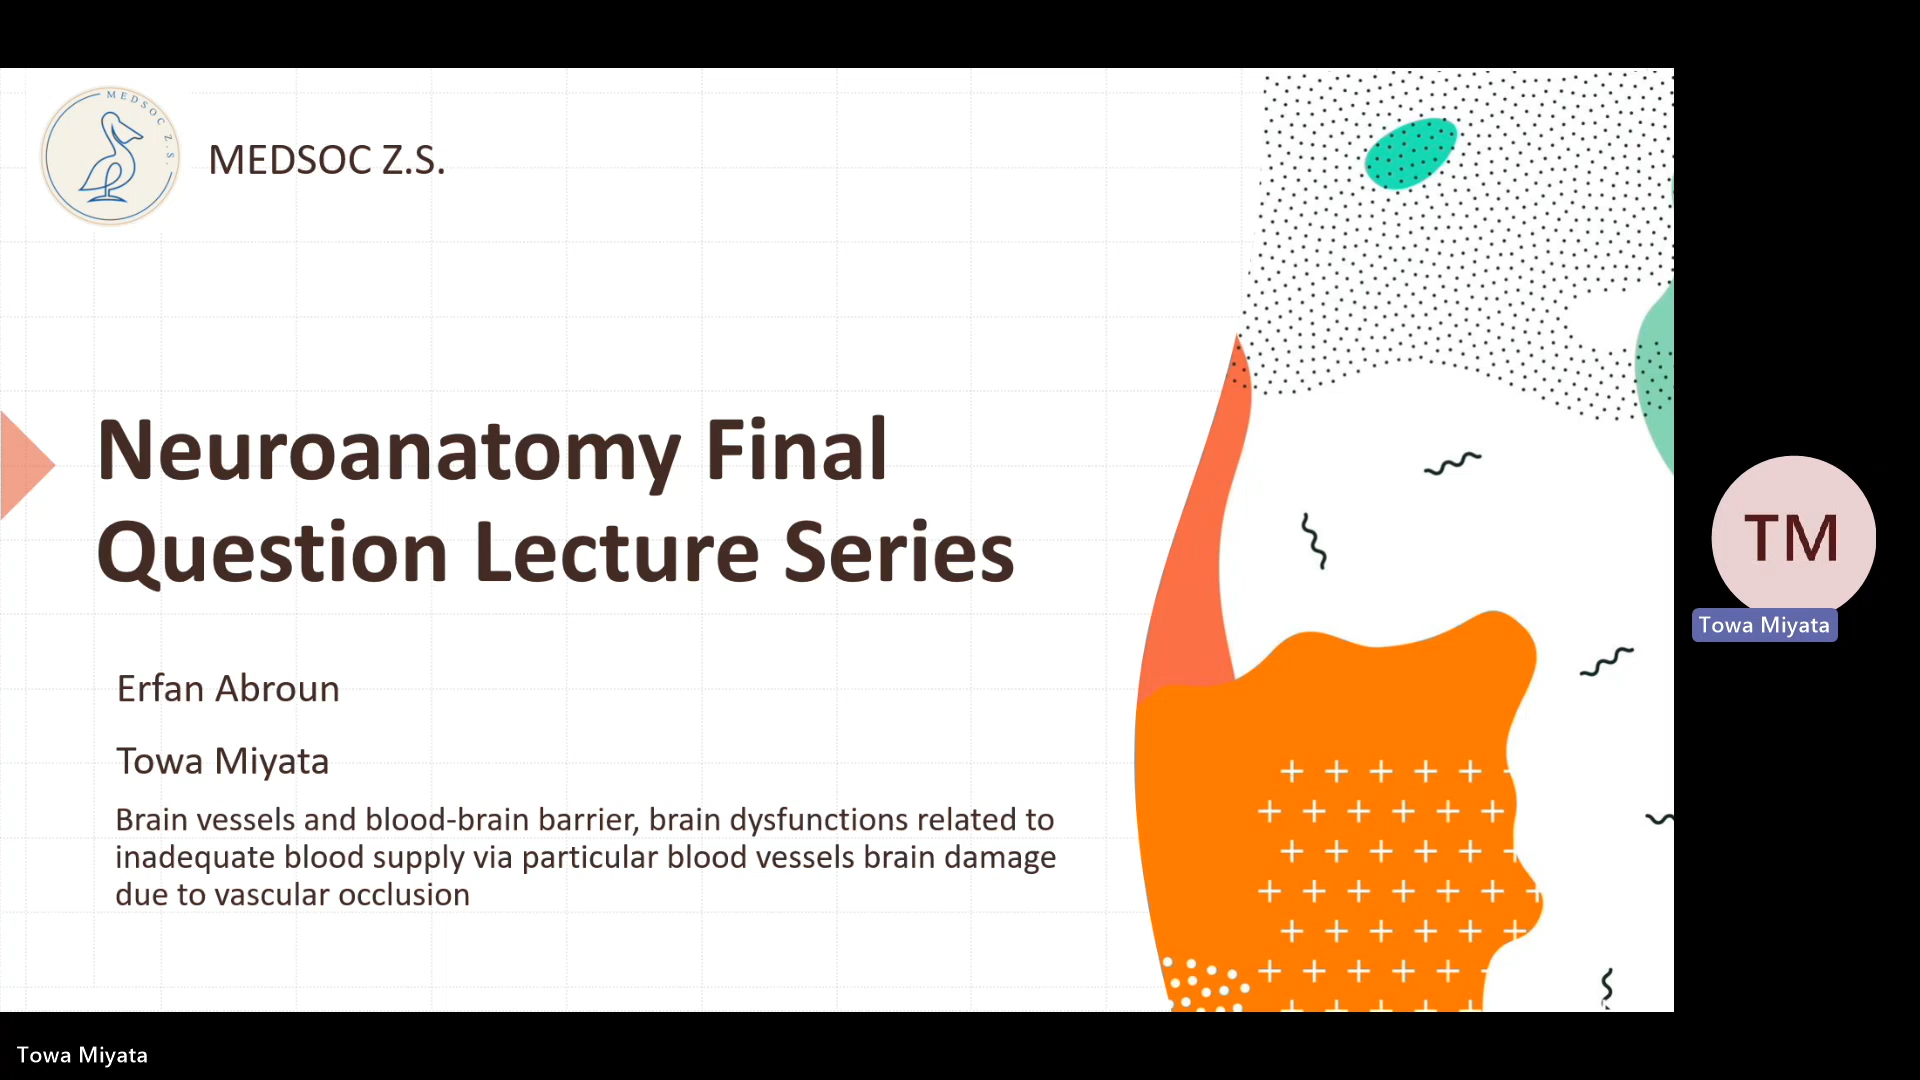 MEDSOC Z.S.
MEDSOC Z.S.
Neuroanatomy Final
Question Lecture Series
Erfan Abroun
Towa Miyata
Brain vessels and blood-brain barrier, brain dysfunctions related to
inadequate blood supply via particular blood vessels brain damage
due to vascular occlusion
TM
Towa Miyata
Towa Miyata